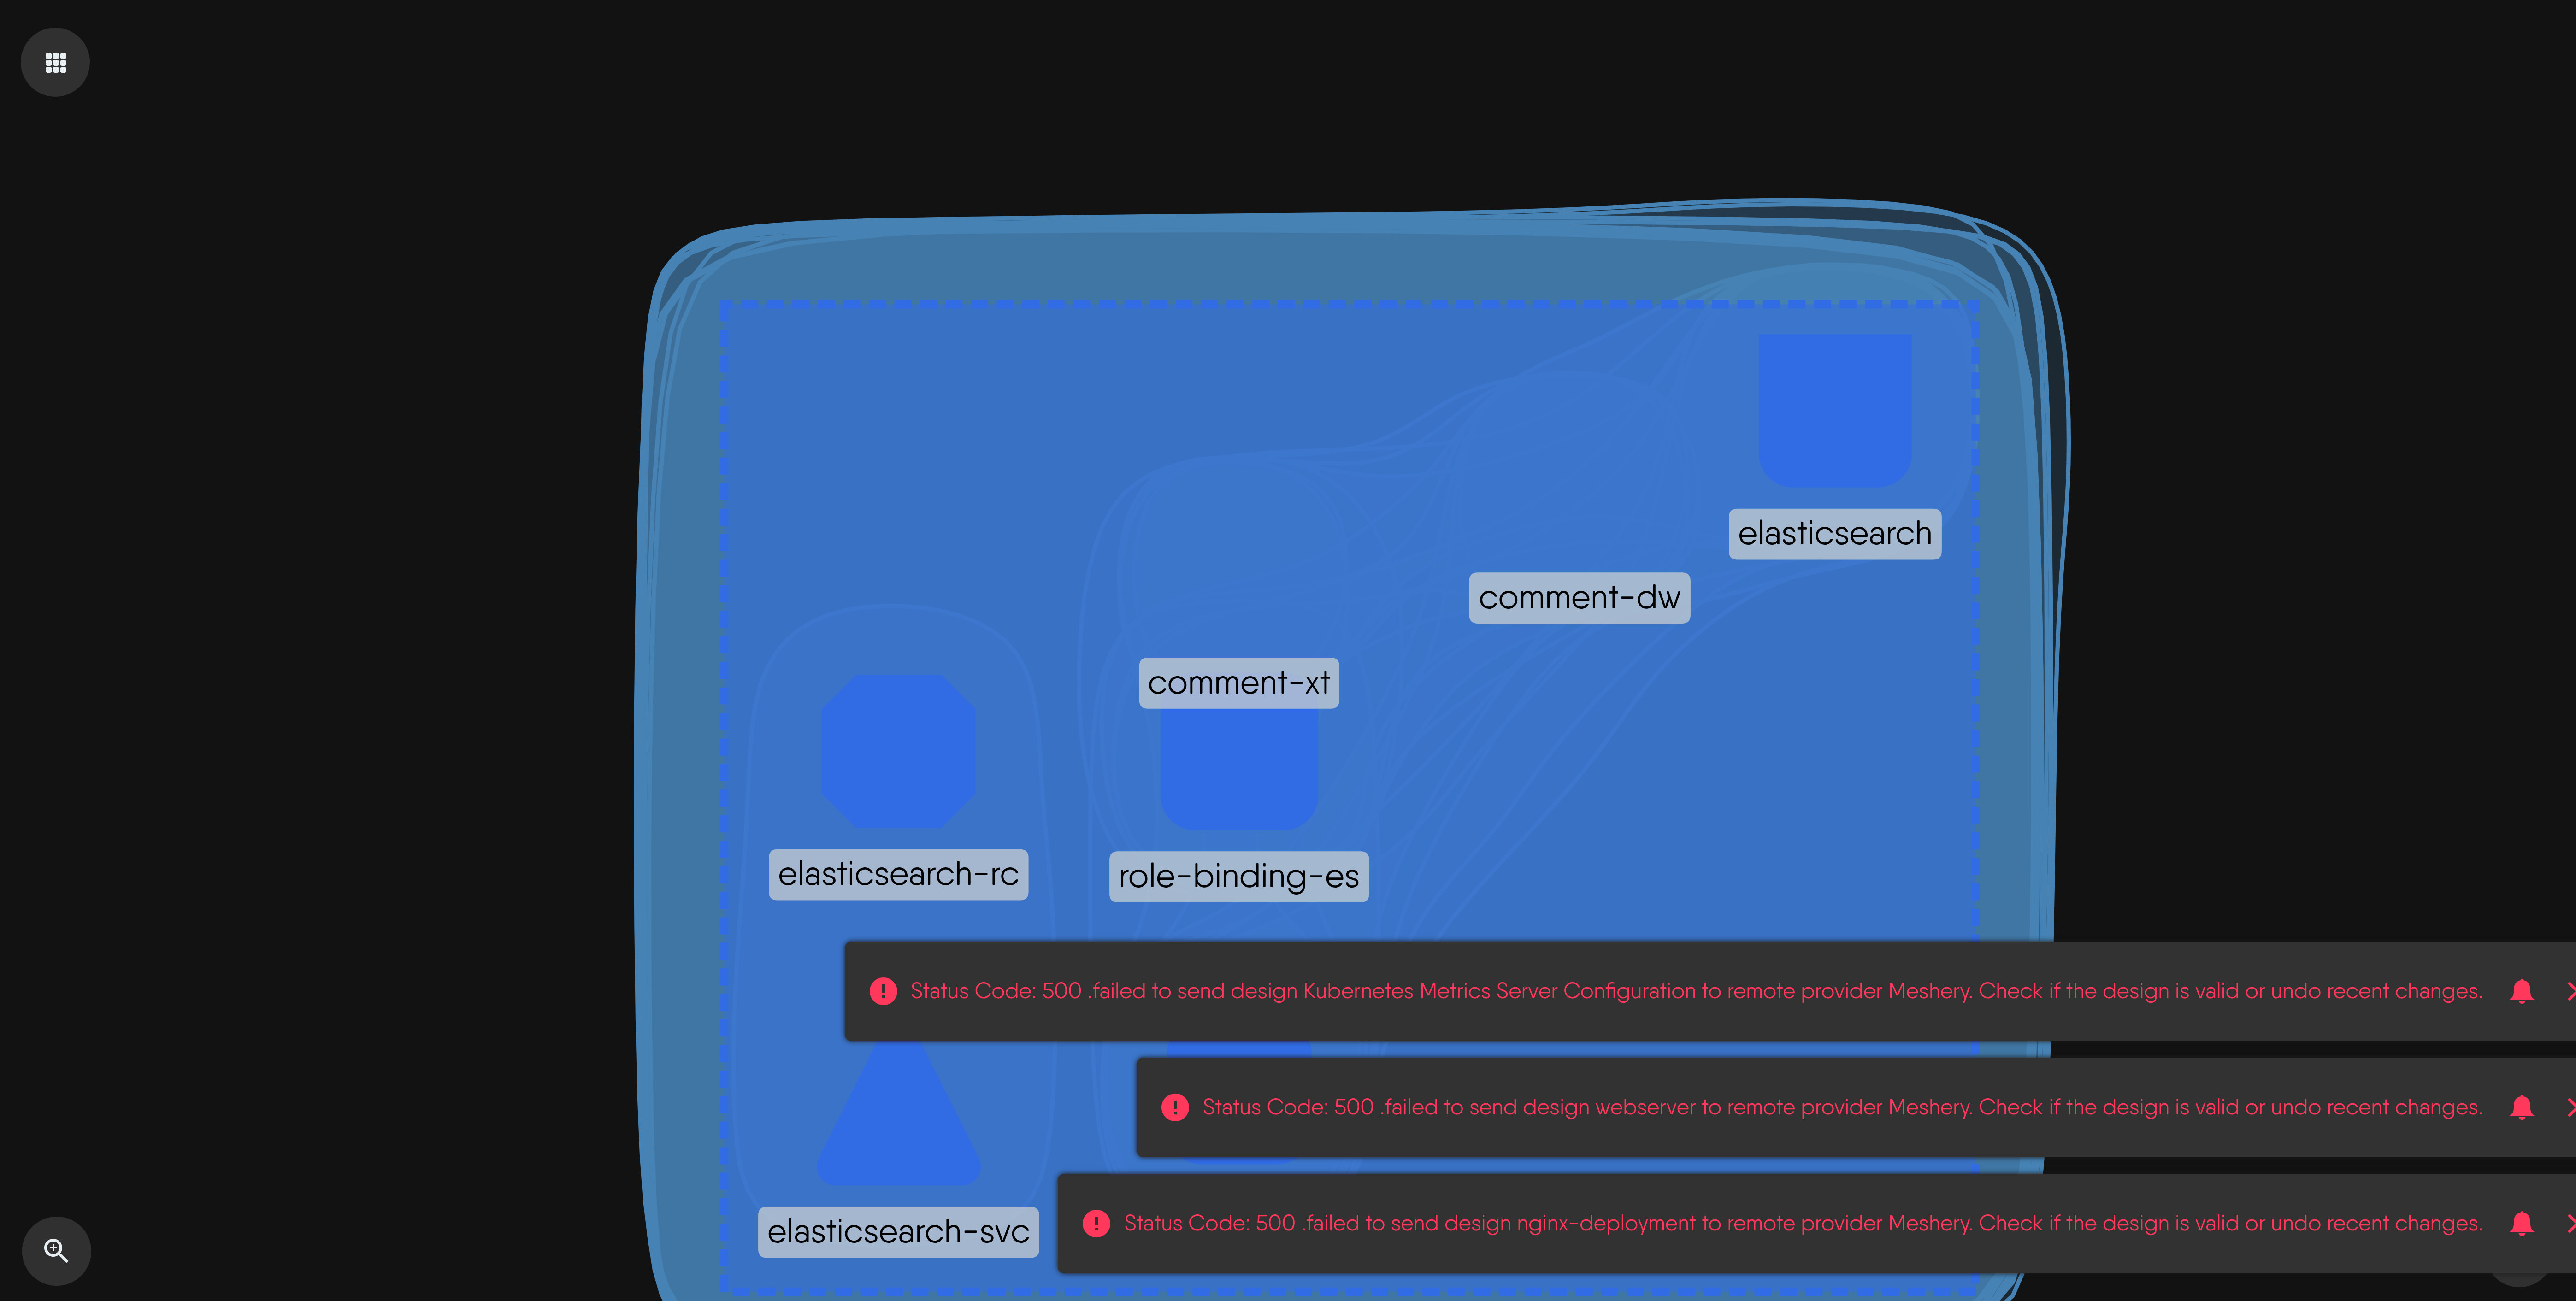 elasticsearch
comment-dw
comment-xt
elasticsearch-rc
role-binding-es
Status Code: 500 .failed to send design Kubernetes Metrics Server Configuration to remote provider Meshery. Check if the design is valid or undo recent changes.
Status Code: 500 .failed to send design webserver to remote provider Meshery. Check if the design is valid or undo recent changes.
Status Code: 500 .failed to send design nginx-deployment to remote provider Meshery. Check if the design is valid or undo recent changes.
elasticsearch-svc